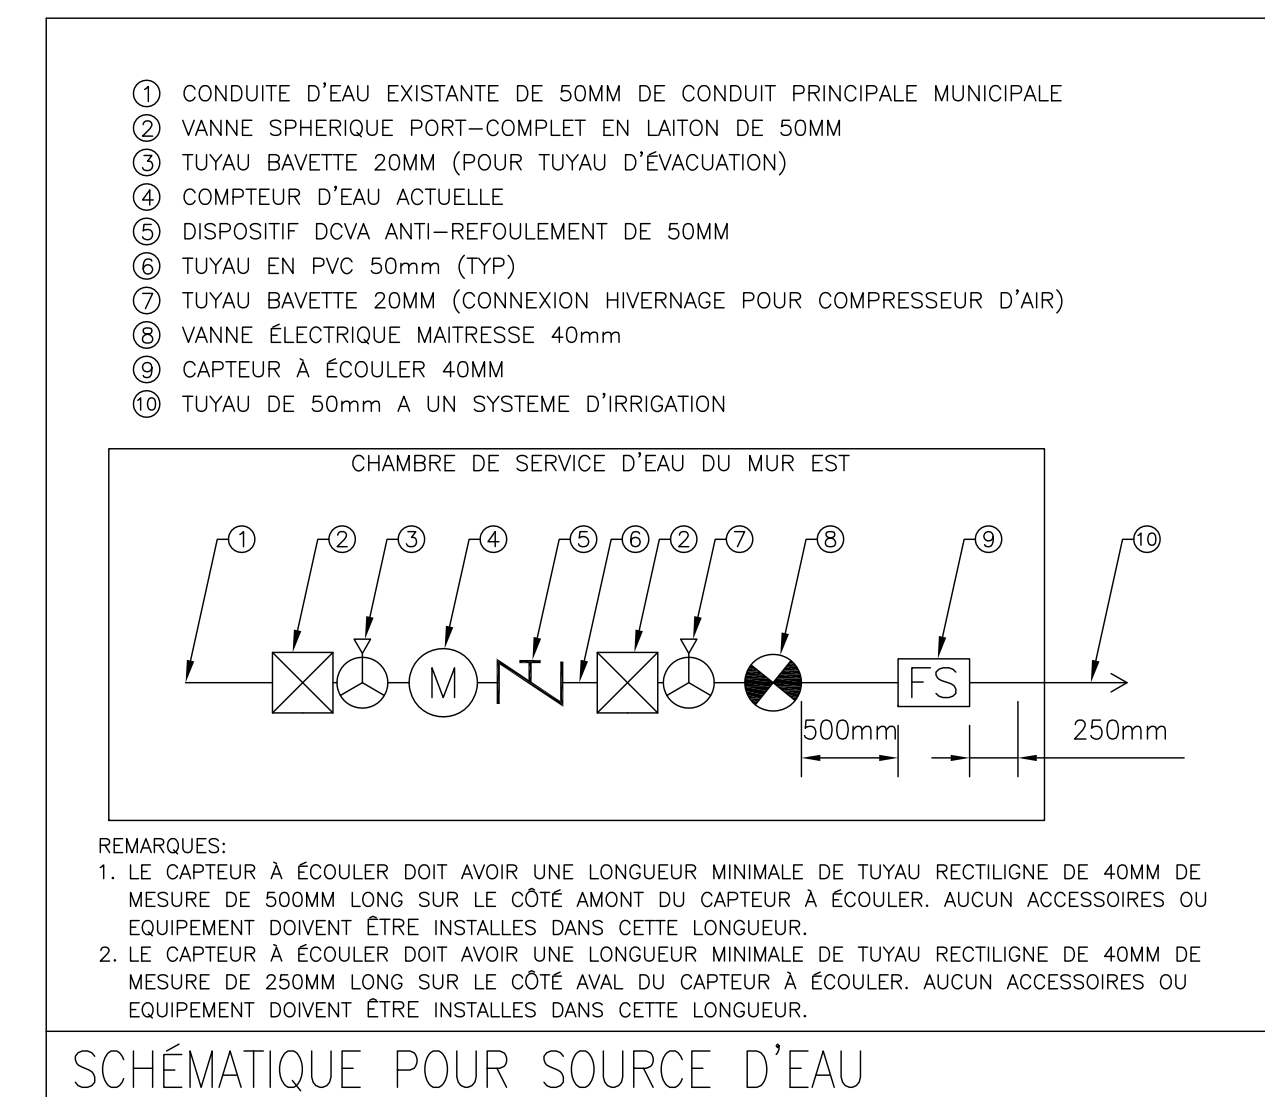 ① CONDUITE D'EAU EXISTANTE DE 50MM DE CONDUIT PRINCIPALE MUNICIPALE
② VANNE SPHERIQUE PORT-COMPLET EN LAITON DE 50MM
③ TUYAU BAVETTE 20MM (POUR TUYAU D'ÉVACUATION)
④ COMPTEUR D'EAU ACTUELLE
⑤ DISPOSITIF DCVA ANTI-REFOULEMENT DE 50MM
⑥ TUYAU EN PVC 50mm (TYP)
⑦ TUYAU BAVETTE 20MM (CONNEXION HIVERNAGE POUR COMPRESSEUR D'AIR)
⑧ VANNE ÉLECTRIQUE MAITRESSE 40mm
⑨ CAPTEUR À ÉCOULER 40MM
⑩ TUYAU DE 50mm A UN SYSTEME D'IRRIGATION
CHAMBRE DE SERVICE D'EAU DU MUR EST
① ② ③ ④ ⑤ ⑥ ② ⑦ ⑧ ⑨ ⑩
M FS
500mm 250mm
REMARQUES:
1. LE CAPTEUR À ÉCOULER DOIT AVOIR UNE LONGUEUR MINIMALE DE TUYAU RECTILIGNE DE 40MM DE
MESURE DE 500MM LONG SUR LE CÔTÉ AMONT DU CAPTEUR À ÉCOULER. AUCUN ACCESSOIRES OU
EQUIPEMENT DOIVENT ÊTRE INSTALLES DANS CETTE LONGUEUR.
2. LE CAPTEUR À ÉCOULER DOIT AVOIR UNE LONGUEUR MINIMALE DE TUYAU RECTILIGNE DE 40MM DE
MESURE DE 250MM LONG SUR LE CÔTÉ AVAL DU CAPTEUR À ÉCOULER. AUCUN ACCESSOIRES OU
EQUIPEMENT DOIVENT ÊTRE INSTALLES DANS CETTE LONGUEUR.
SCHÉMATIQUE POUR SOURCE D'EAU